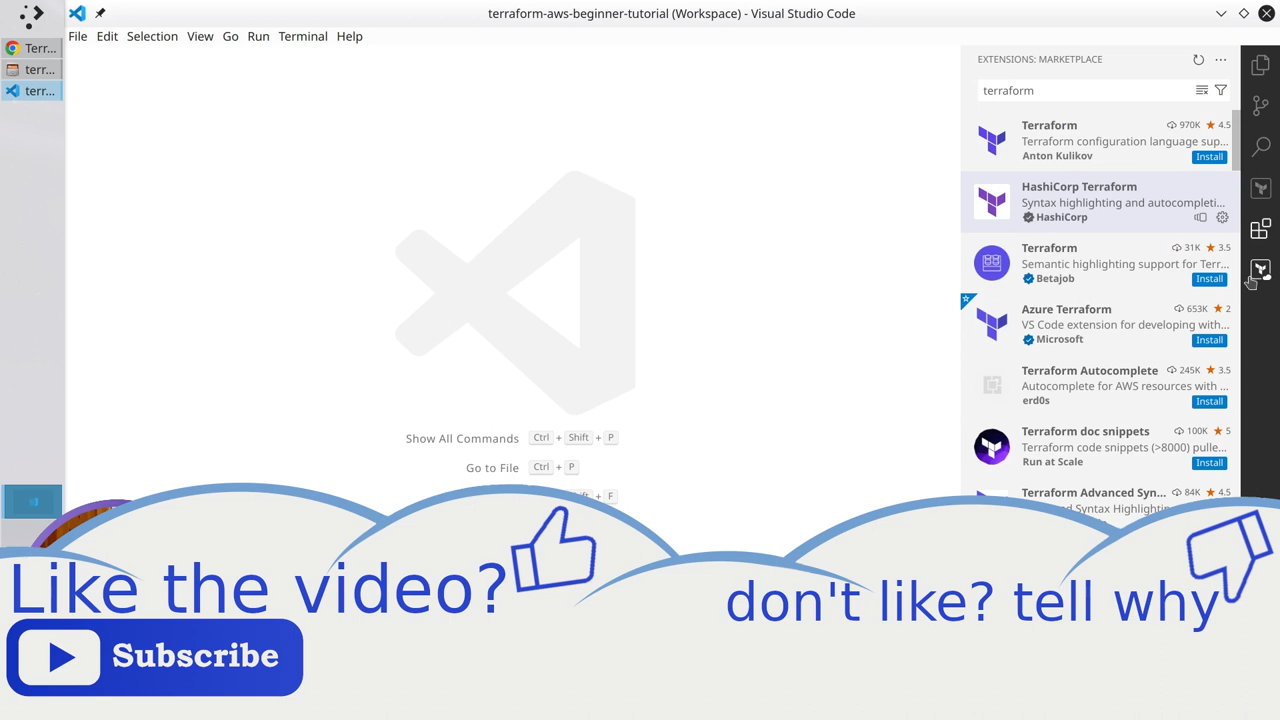 terraform-aws-beginner-tutorial (Workspace) - Visual Studio Code
File Edit Selection View Go Run Terminal Help
Terr...
terr...
terr...
EXTENSIONS: MARKETPLACE
terraform
Terraform 970K 4.5
Terraform configuration language sup...
Anton Kulikov Install
HashiCorp Terraform
Syntax highlighting and autocompleti...
HashiCorp
Terraform 31K 3.5
Semantic highlighting support for Terr...
Betajob Install
Azure Terraform 653K 2
VS Code extension for developing with...
Microsoft Install
Terraform Autocomplete 245K 3.5
Autocomplete for AWS resources with ...
erd0s Install
Terraform doc snippets 100K 5
Terraform code snippets (>8000) pulle...
Run at Scale Install
Terraform Advanced Syn... 84K 4.5
Syntax Highlighting
Show All Commands Ctrl + Shift + P
Go to File Ctrl + P
+ F
Like the video?
Subscribe
don't like? tell why